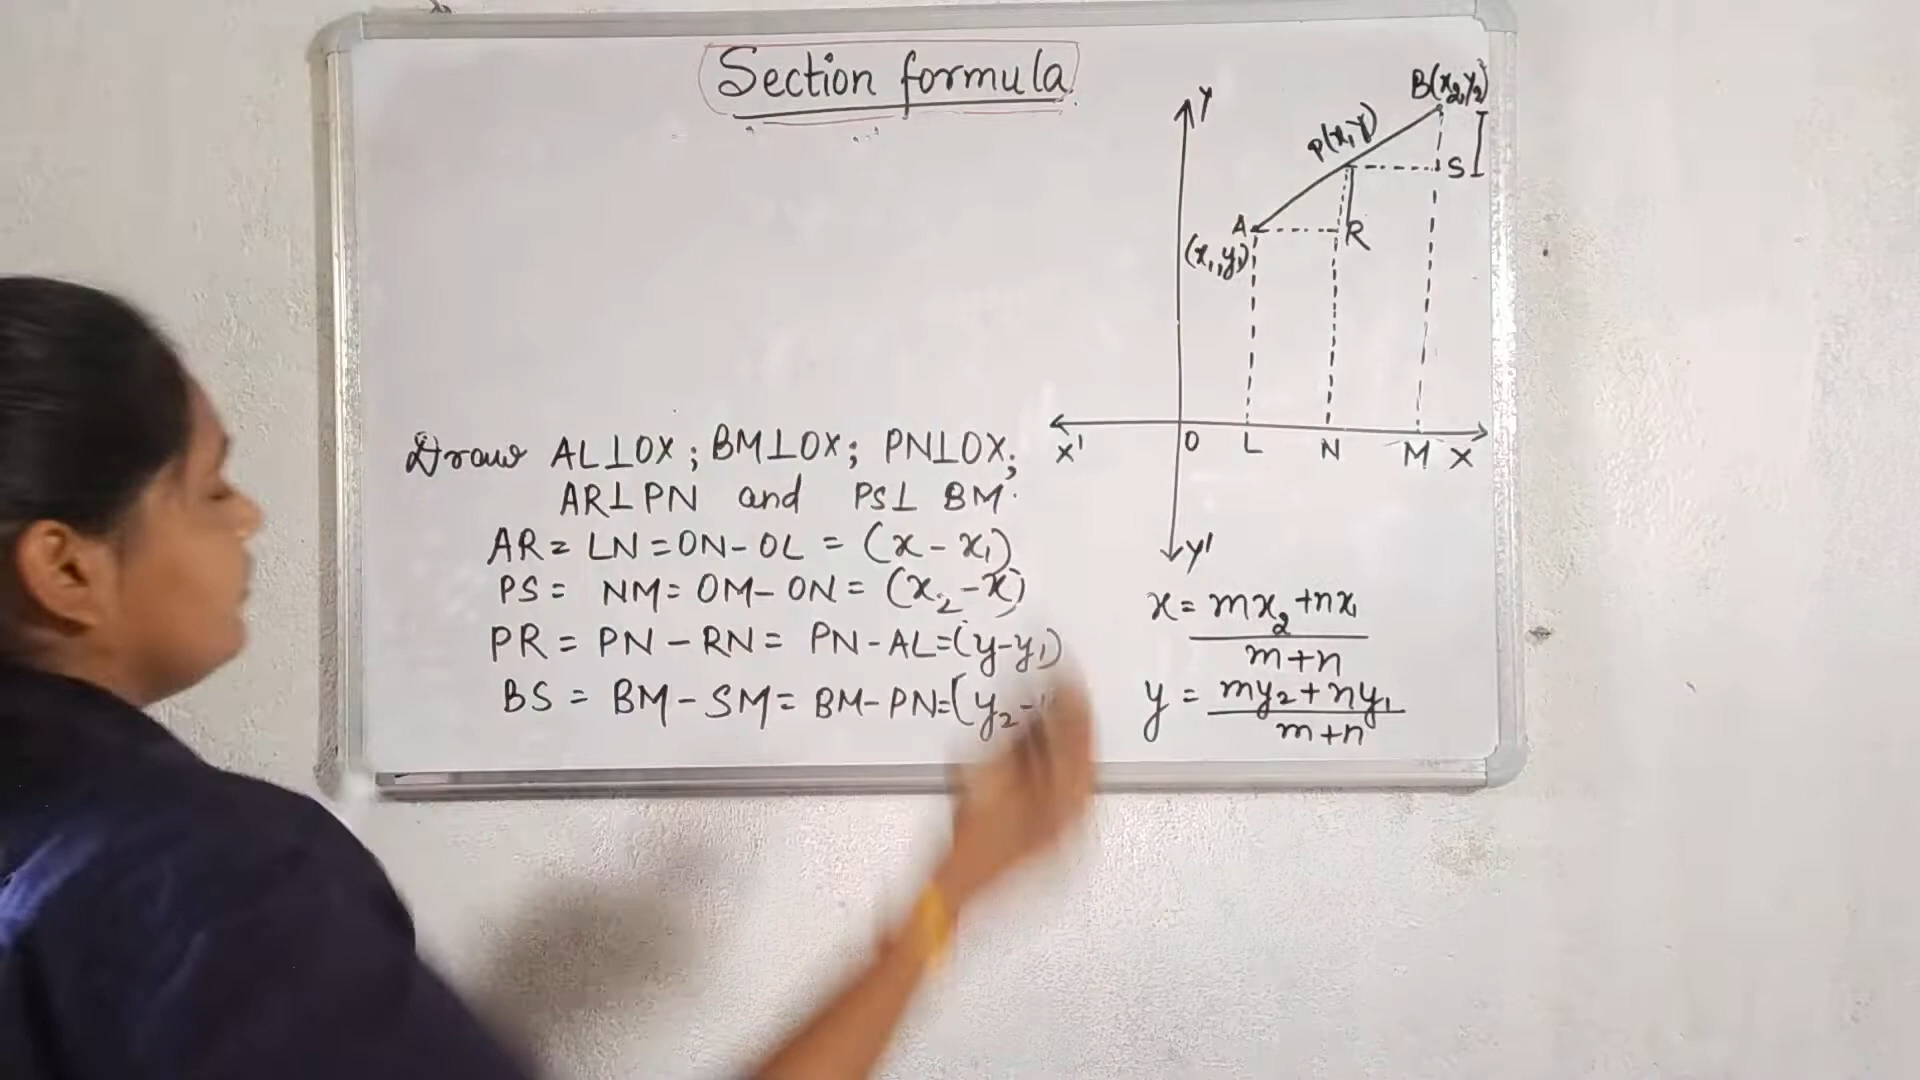 Section formula
Y
B(x₂,y₂)
P(x,y)
S
A
R
(x₁,y₁)
X' O L N M X
Y'
Draw AL⊥OX; BM⊥OX; PN⊥OX;
AR⊥PN and PS⊥ BM.
AR = LN = ON - OL = (x - x₁)
PS = NM = OM - ON = (x₂ - x)
PR = PN - RN = PN - AL = (y - y₁)
BS = BM - SM = BM - PN = (y₂ -
x = mx₂ + nx₁
m + n
y = my₂ + ny₁
m + n